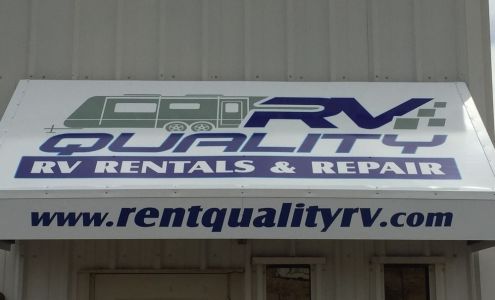 RV
QUALITY
RV RENTALS & REPAIR
www.rentqualityrv.com